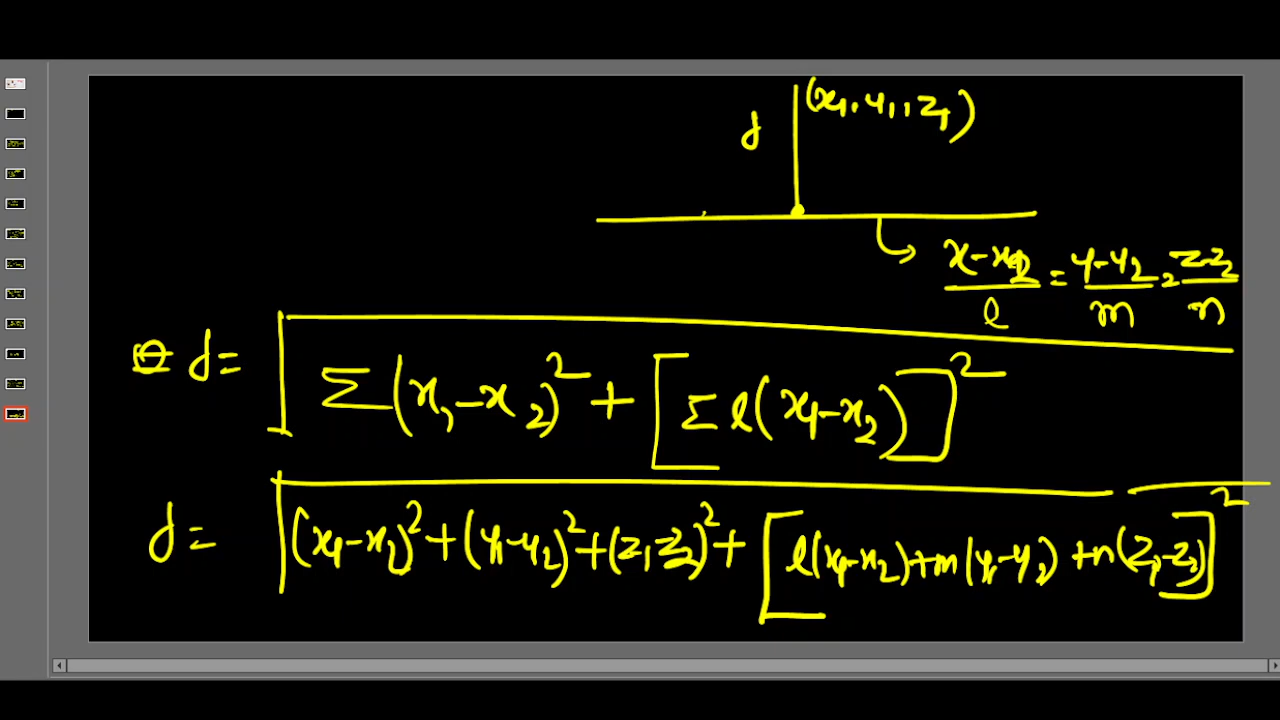 d (x₁, y₁, z₁)
(x-x₂)/l = (y-y₂)/m = (z-z₂)/n
d = √(Σ(x₁-x₂)² + [Σl(x₁-x₂)]²)
d = √((x₁-x₂)² + (y₁-y₂)² + (z₁ z₂)² + [l(x₁-x₂)+m(y₁-y₂)+n(z₁-z₂)]²)